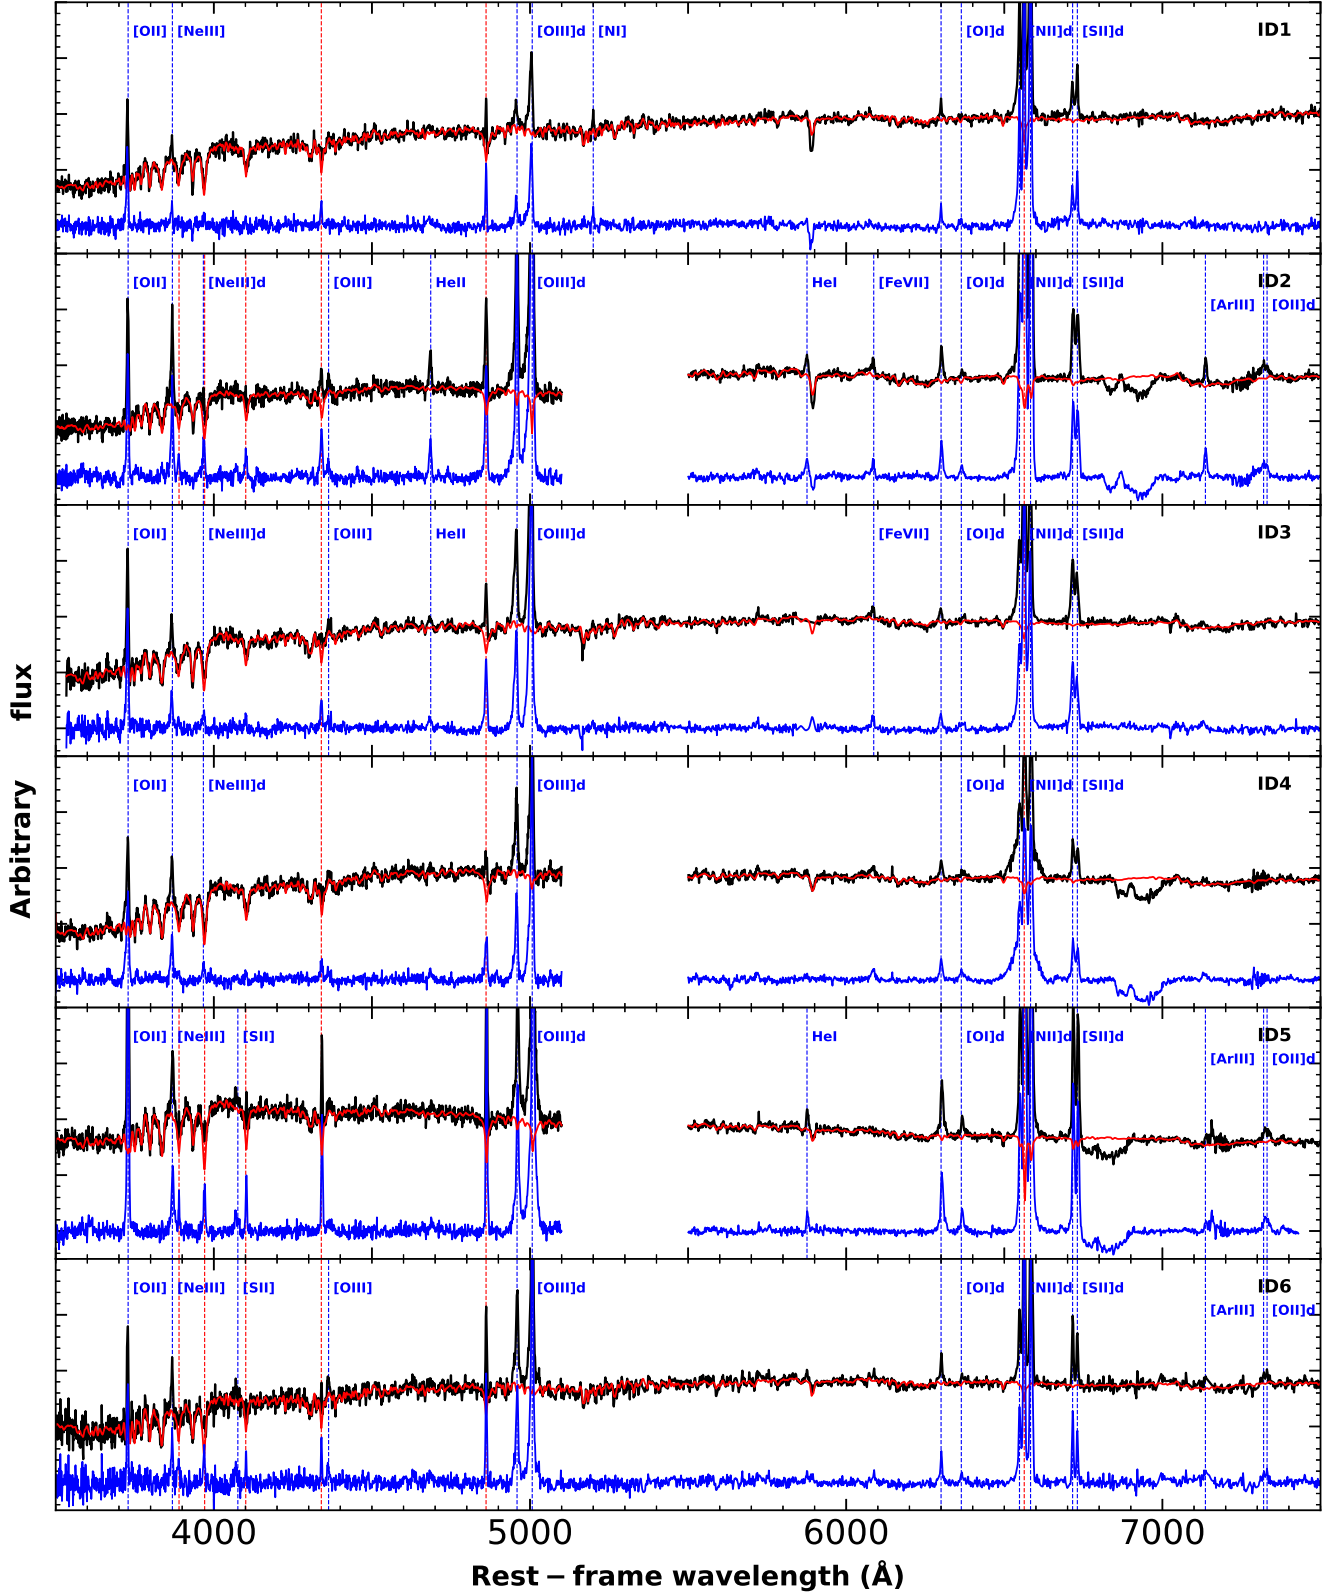 [OII] [NeIII] [OIII]d [NI] [OI]d [NII]d [SII]d ID1
[OII] [NeIII]d [OIII] HeII [OIII]d HeI [FeVII] [OI]d [NII]d [SII]d ID2
[ArIII] [OII]d
[OII] [NeIII]d [OIII] HeII [OIII]d [FeVII] [OI]d [NII]d [SII]d ID3
[OII] [NeIII]d [OIII]d [OI]d [NII]d [SII]d ID4
[OII] [NeIII] [SII] [OIII]d HeI [OI]d [NII]d [SII]d ID5
[ArIII] [OII]d
[OII] [NeIII] [SII] [OIII] [OIII]d [OI]d [NII]d [SII]d ID6
[ArIII] [OII]d
4000 5000 6000 7000
Rest − frame wavelength (Å)
Arbitrary flux